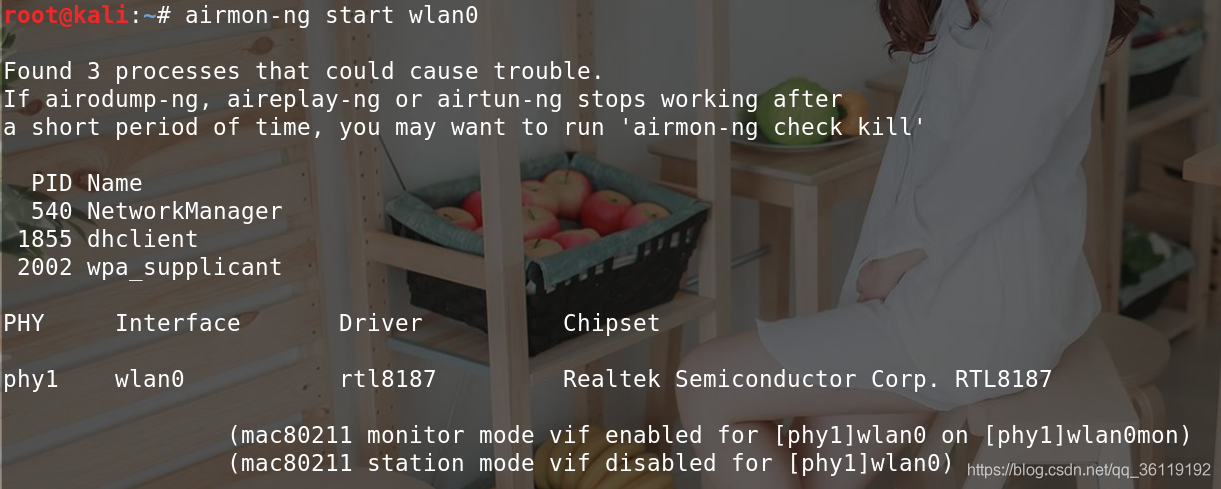 root@kali:~# airmon-ng start wlan0
Found 3 processes that could cause trouble.
If airodump-ng, aireplay-ng or airtun-ng stops working after
a short period of time, you may want to run 'airmon-ng check kill'
PID Name
540 NetworkManager
1855 dhclient
2002 wpa_supplicant
PHY Interface Driver Chipset
phy1 wlan0 rtl8187 Realtek Semiconductor Corp. RTL8187
(mac80211 monitor mode vif enabled for [phy1]wlan0 on [phy1]wlan0mon)
(mac80211 station mode vif disabled for [phy1]wlan0)
https://blog.csdn.net/qq_36119192